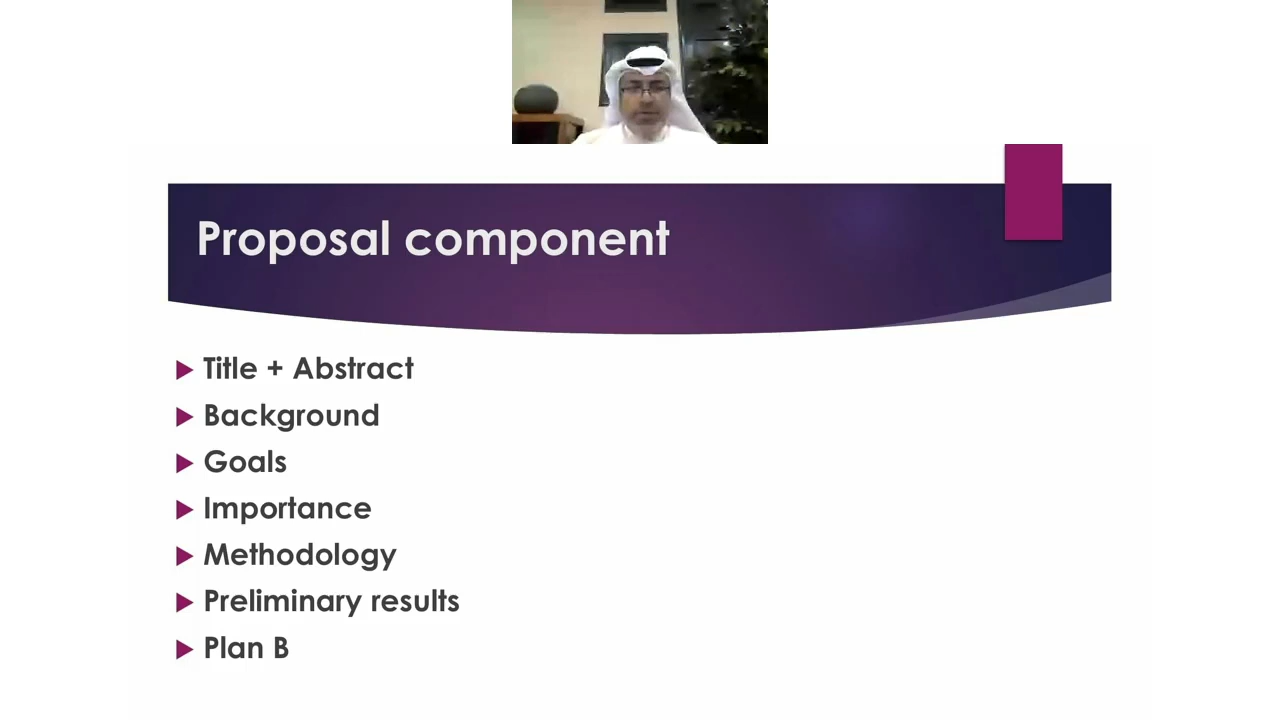 Proposal component
Title + Abstract
Background
Goals
Importance
Methodology
Preliminary results
Plan B